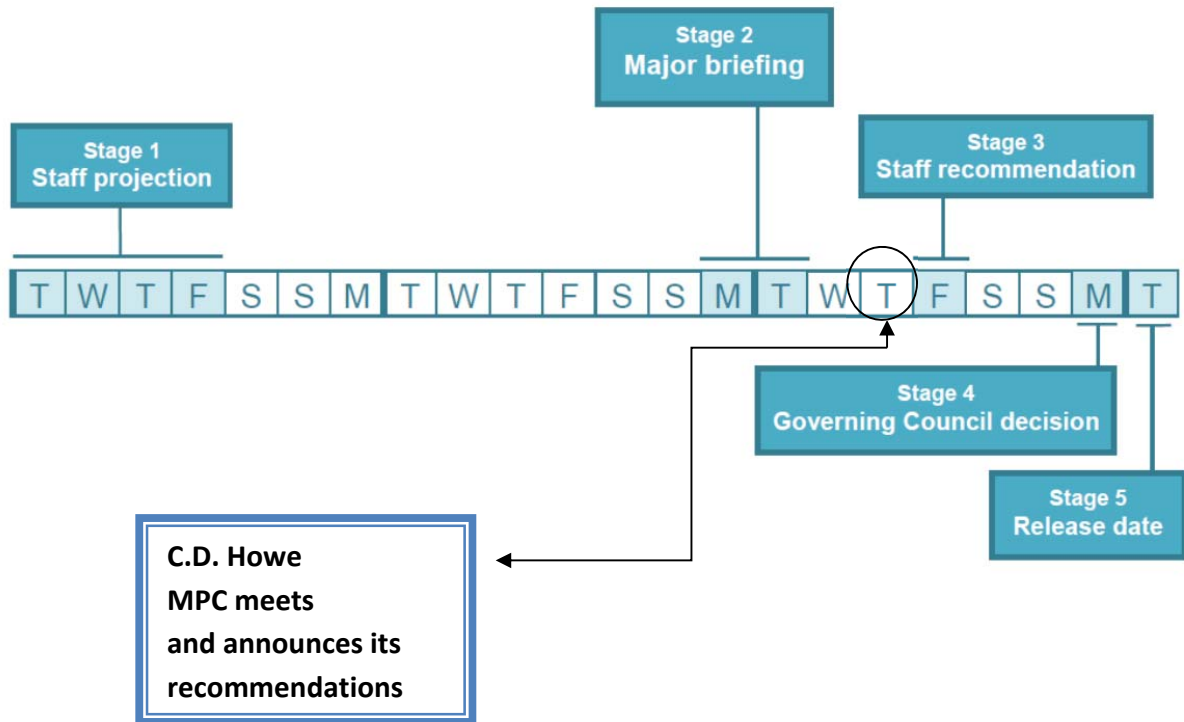 Stage 2
Major briefing
Stage 1
Staff projection
Stage 3
Staff recommendation
T W T F S S M T W T F S S M T W T F S S M T
Stage 4
Governing Council decision
Stage 5
Release date
C.D. Howe
MPC meets
and announces its
recommendations